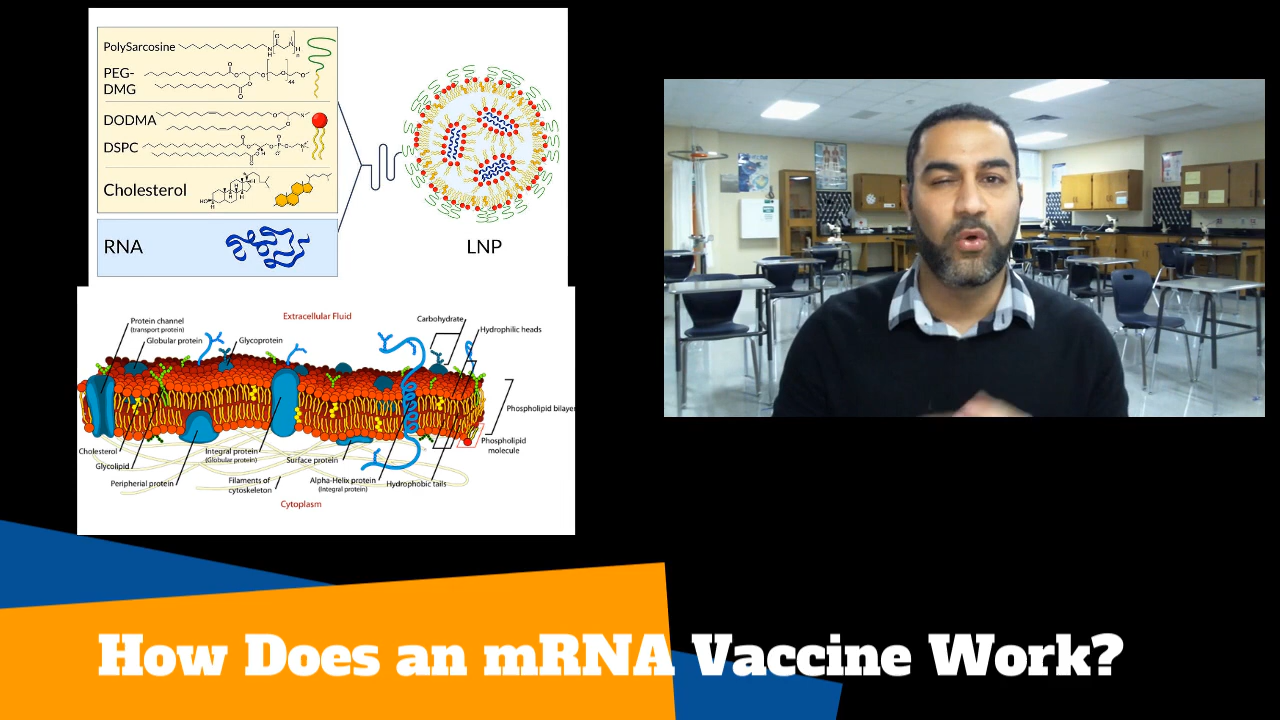 PolySarcosine
PEG-
DMG
DODMA
DSPC
Cholesterol
RNA
LNP
Extracellular Fluid
Protein channel
(transport protein)
Globular protein
Glycoprotein
Carbohydrate
Hydrophilic heads
Phospholipid bilayer
Phospholipid
molecule
Cholesterol
Glycolipid
Peripheral protein
Integral protein
(Globular protein)
Filaments of
cytoskeleton
Surface protein
Alpha-Helix protein
(Integral protein)
Hydrophobic tails
Cytoplasm
How Does an mRNA Vaccine Work?